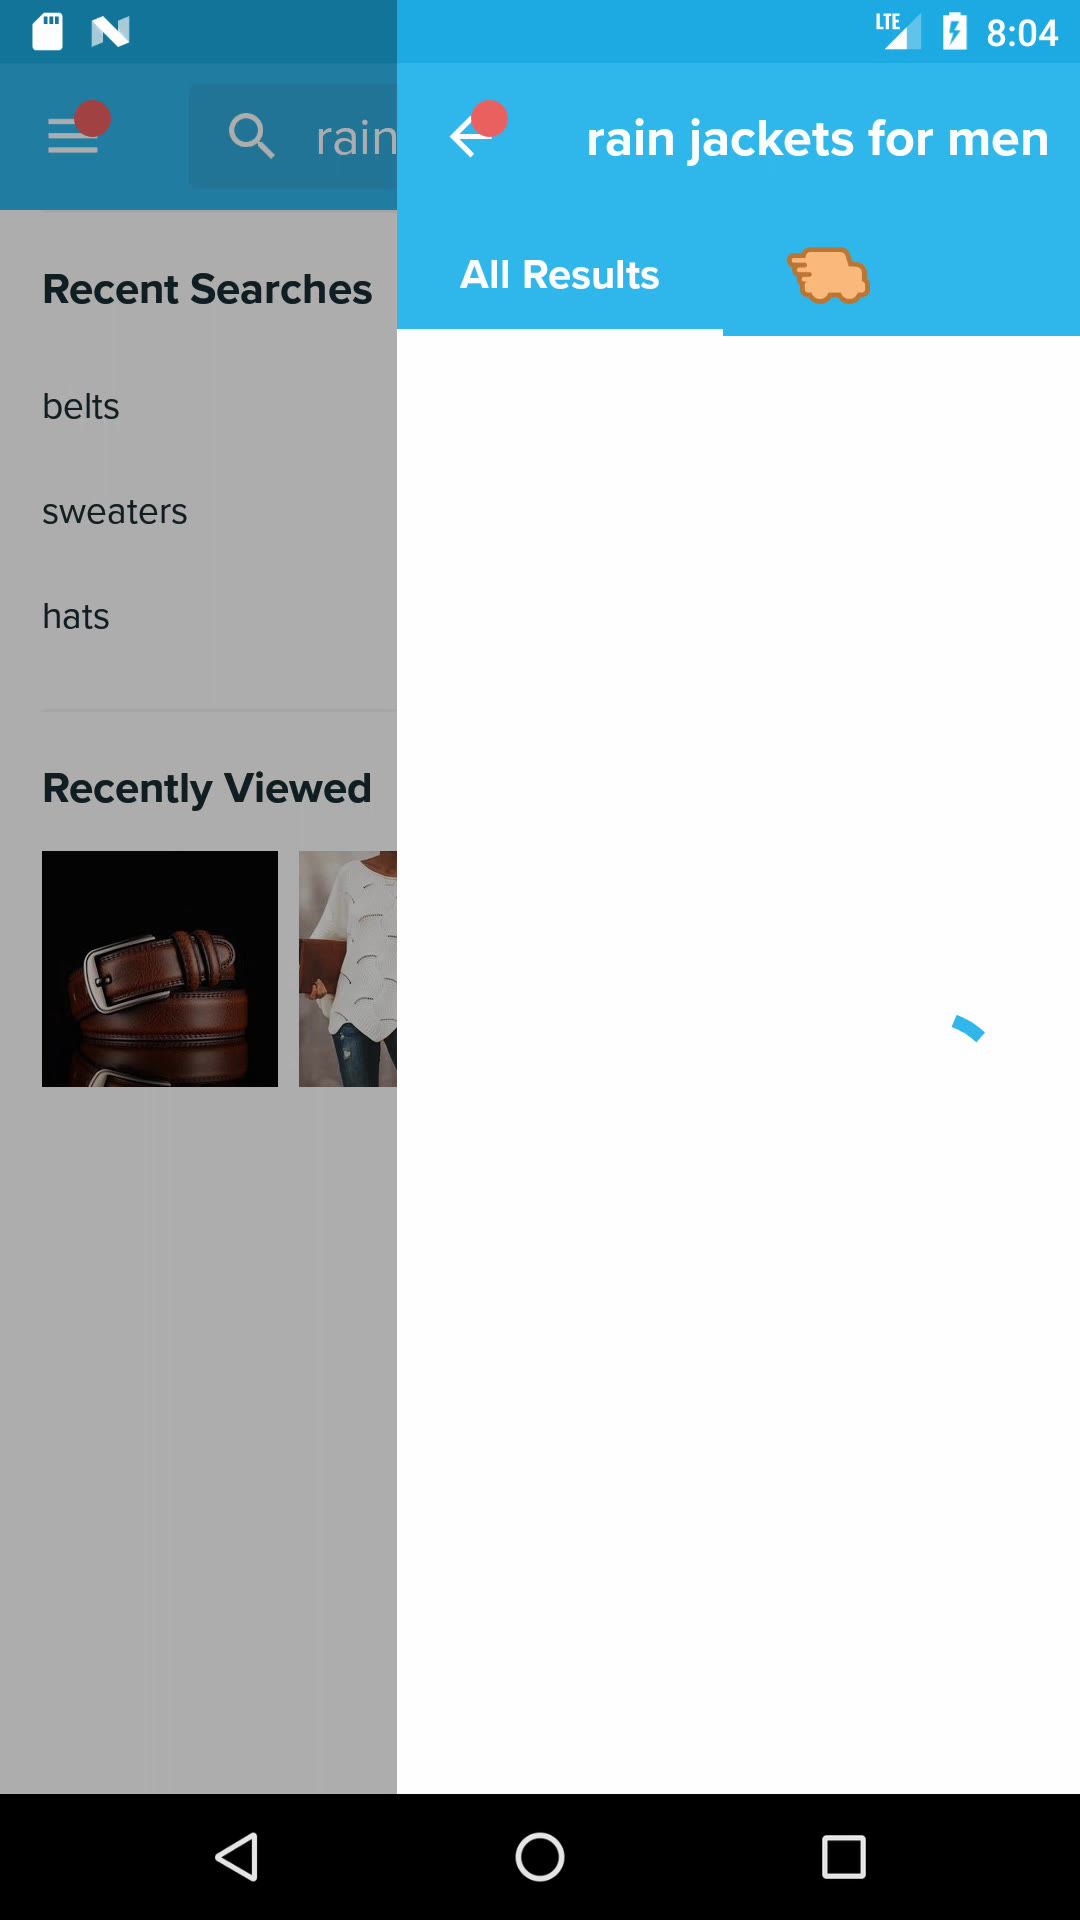 LTE 8:04
rain
rain jackets for men
All Results
Recent Searches
belts
sweaters
hats
Recently Viewed